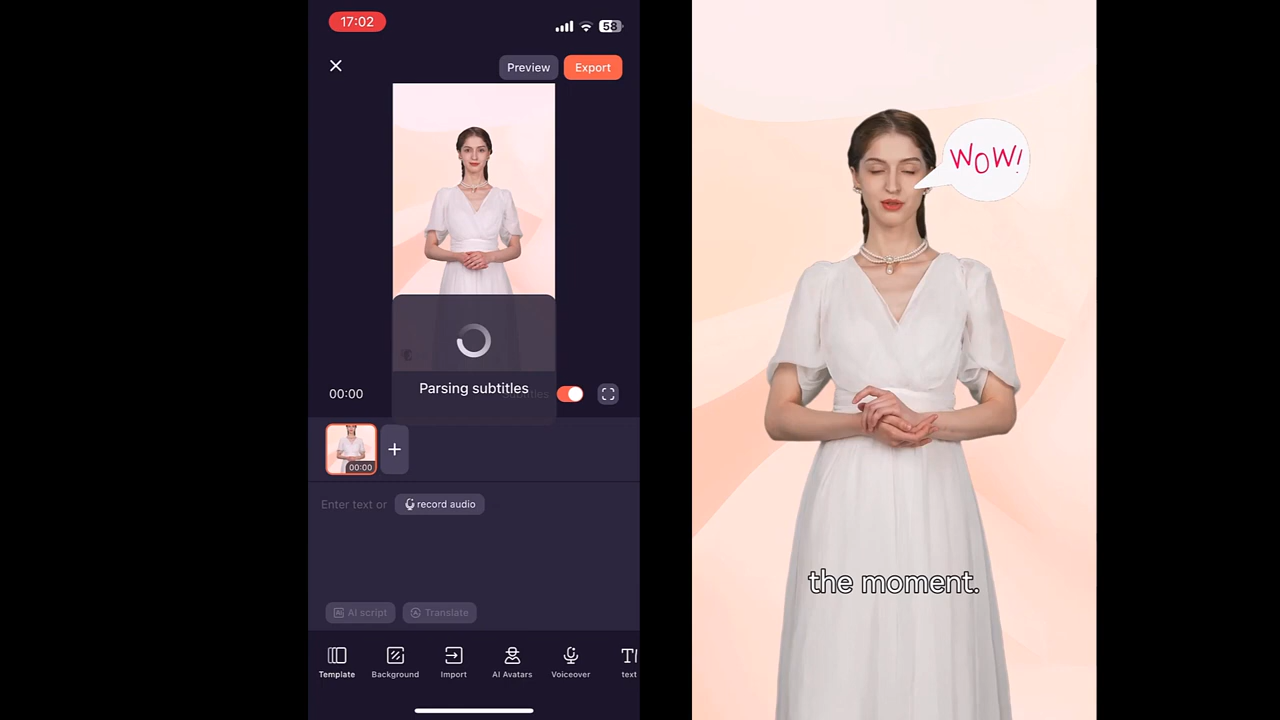 17:02
58
Preview
Export
WOW!
Parsing subtitles
00:00
Subtitles
00:00
+
Enter text or
record audio
the moment.
AI script
Translate
Template
Background
Import
AI Avatars
Voiceover
text